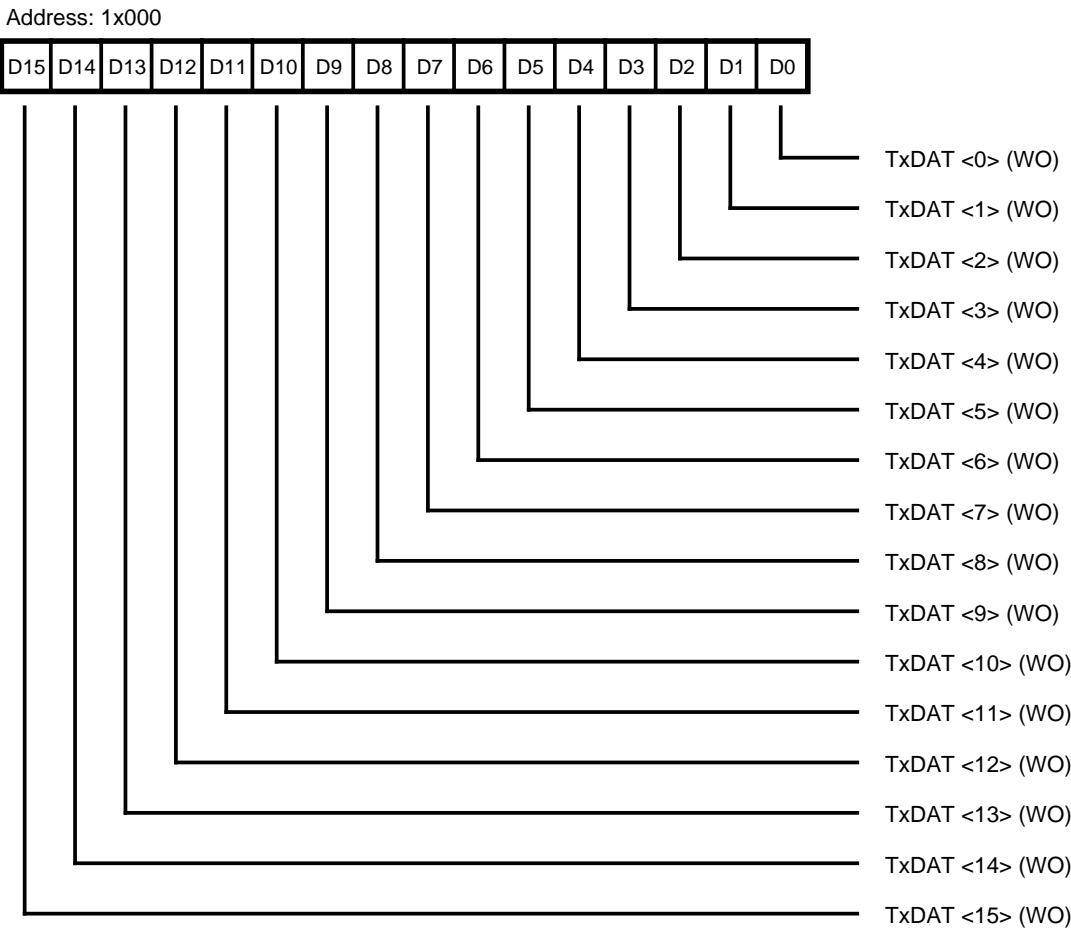 Address: 1x000
D15 D14 D13 D12 D11 D10 D9 D8 D7 D6 D5 D4 D3 D2 D1 D0
TxDAT <0> (WO)
TxDAT <1> (WO)
TxDAT <2> (WO)
TxDAT <3> (WO)
TxDAT <4> (WO)
TxDAT <5> (WO)
TxDAT <6> (WO)
TxDAT <7> (WO)
TxDAT <8> (WO)
TxDAT <9> (WO)
TxDAT <10> (WO)
TxDAT <11> (WO)
TxDAT <12> (WO)
TxDAT <13> (WO)
TxDAT <14> (WO)
TxDAT <15> (WO)